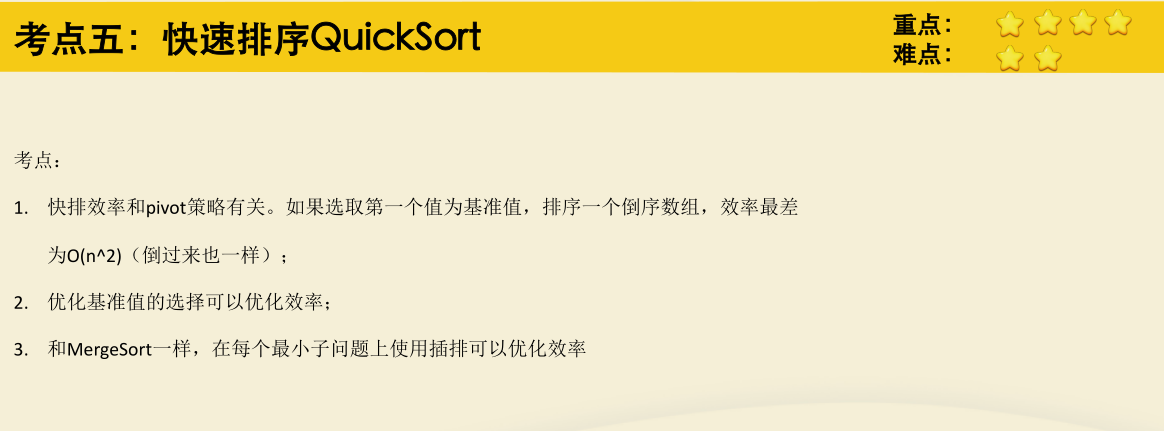 考点五：快速排序QuickSort
重点：
难点：
考点：
1. 快排效率和pivot策略有关。如果选取第一个值为基准值，排序一个倒序数组，效率最差
为O(n^2)（倒过来也一样）；
2. 优化基准值的选择可以优化效率；
3. 和MergeSort一样，在每个最小子问题上使用插排可以优化效率